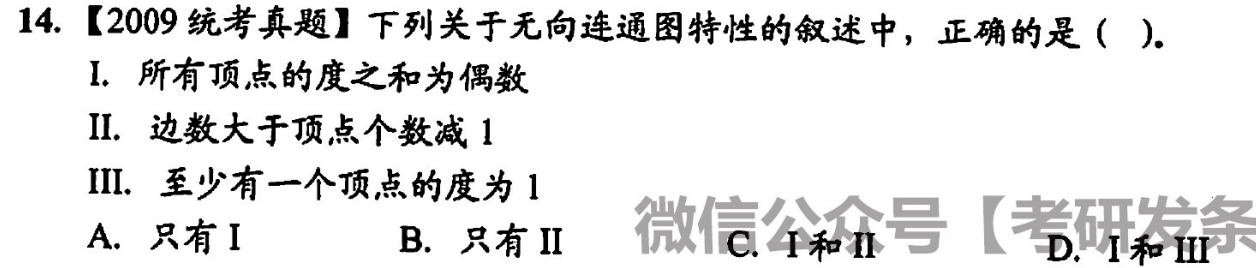 14.【2009 统考真题】下列关于无向连通图特性的叙述中，正确的是（ ）。
I. 所有顶点的度之和为偶数
II. 边数大于顶点个数减 1
III. 至少有一个顶点的度为 1
A. 只有 I B. 只有 II C. I 和 II D. I 和 III
微信公众号【考研发条